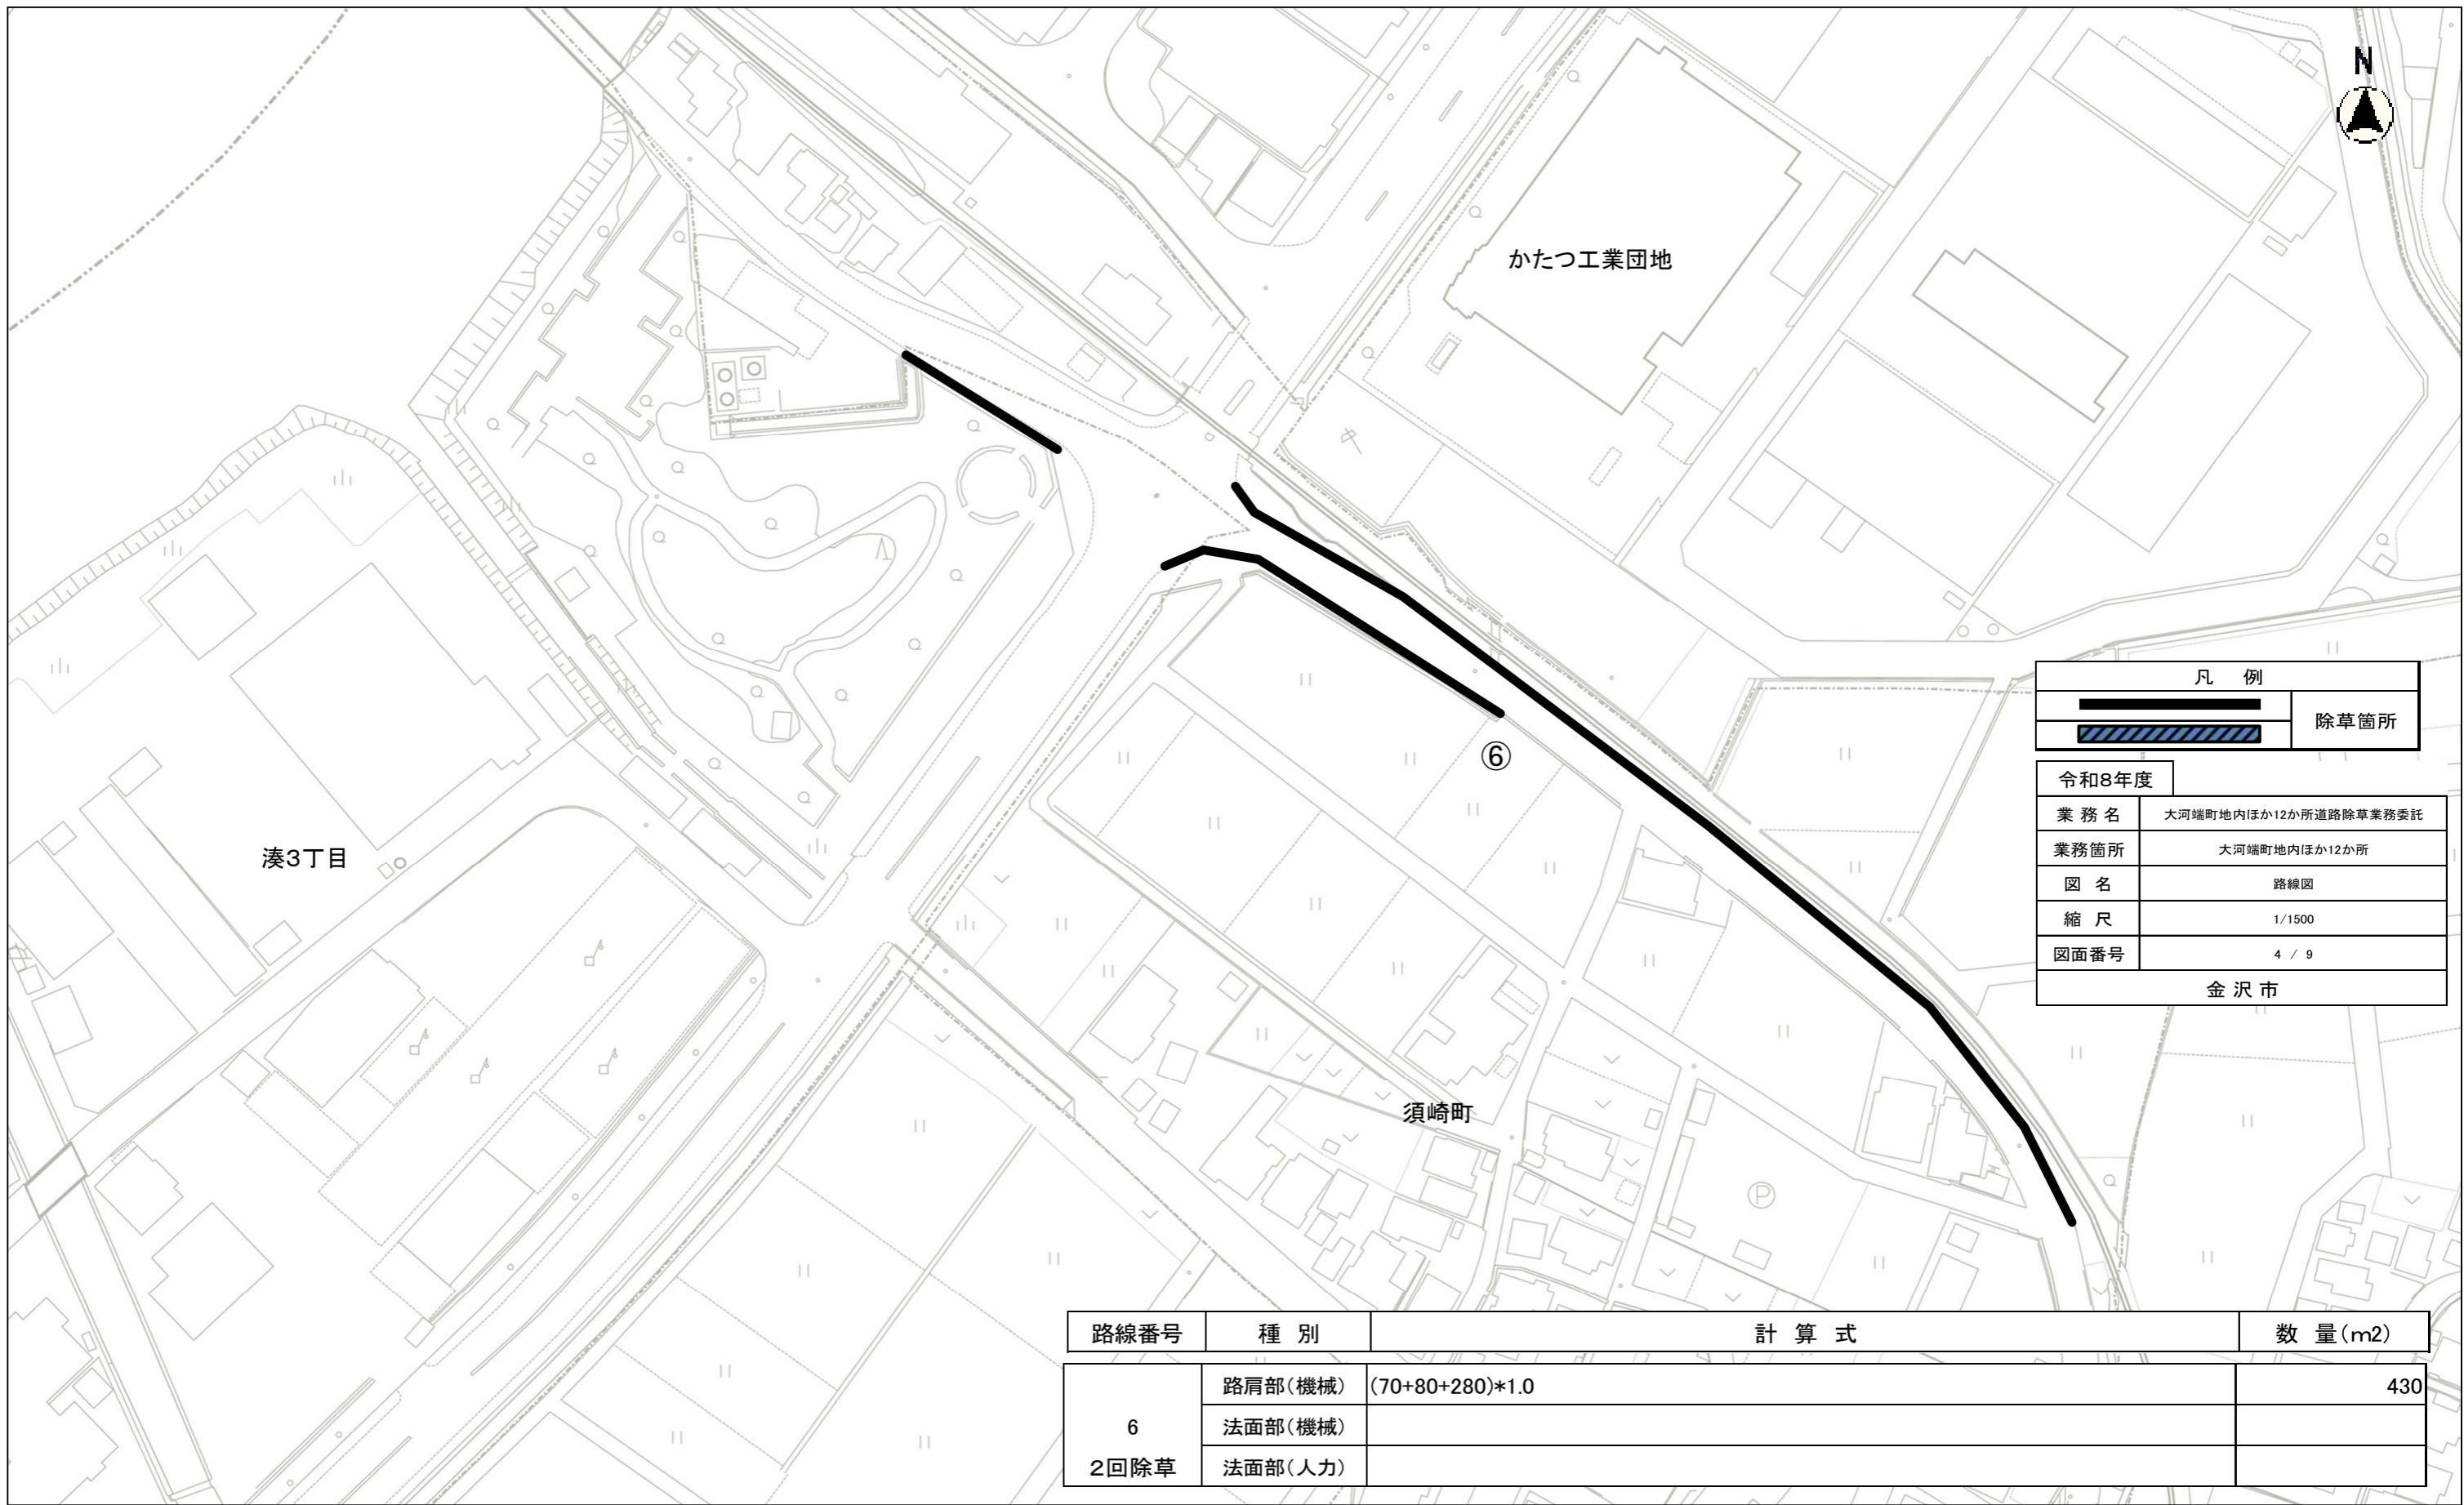 N
かたつ工業団地
凡 例
除草箇所
⑥
令和8年度
業 務 名 大河端町地内ほか12か所道路除草業務委託
業務箇所 大河端町地内ほか12か所
図 名 路線図
縮 尺 1/1500
図面番号 4 / 9
金 沢 市
湊3丁目
須崎町
P
路線番号 種 別 計 算 式 数 量(m2)
路肩部(機械) (70+80+280)*1.0 430
6 法面部(機械)
2回除草 法面部(人力)